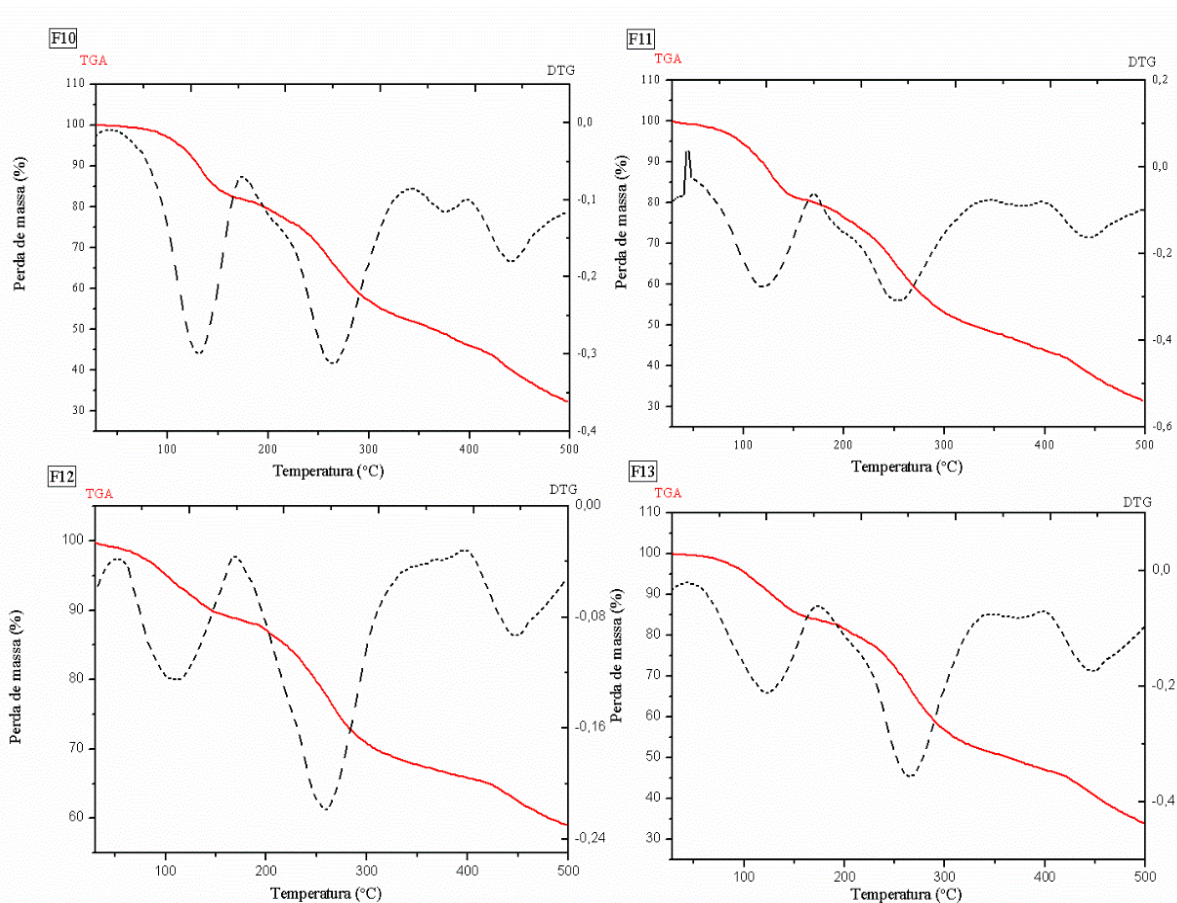 F10
TGA
DTG
110
100
90
80
70
60
50
40
30
0,0
-0,1
-0,2
-0,3
-0,4
Perda de massa (%)
100 200 300 400 500
Temperatura (°C)
F11
TGA
DTG
110
100
90
80
70
60
50
40
30
0,2
0,0
-0,2
-0,4
-0,6
Perda de massa (%)
100 200 300 400 500
Temperatura (°C)
F12
TGA
DTG
100
90
80
70
60
0,00
-0,08
-0,16
-0,24
Perda de massa (%)
100 200 300 400 500
Temperatura (°C)
F13
TGA
DTG
110
100
90
80
70
60
50
40
30
0,0
-0,2
-0,4
Perda de massa (%)
100 200 300 400 500
Temperatura (°C)